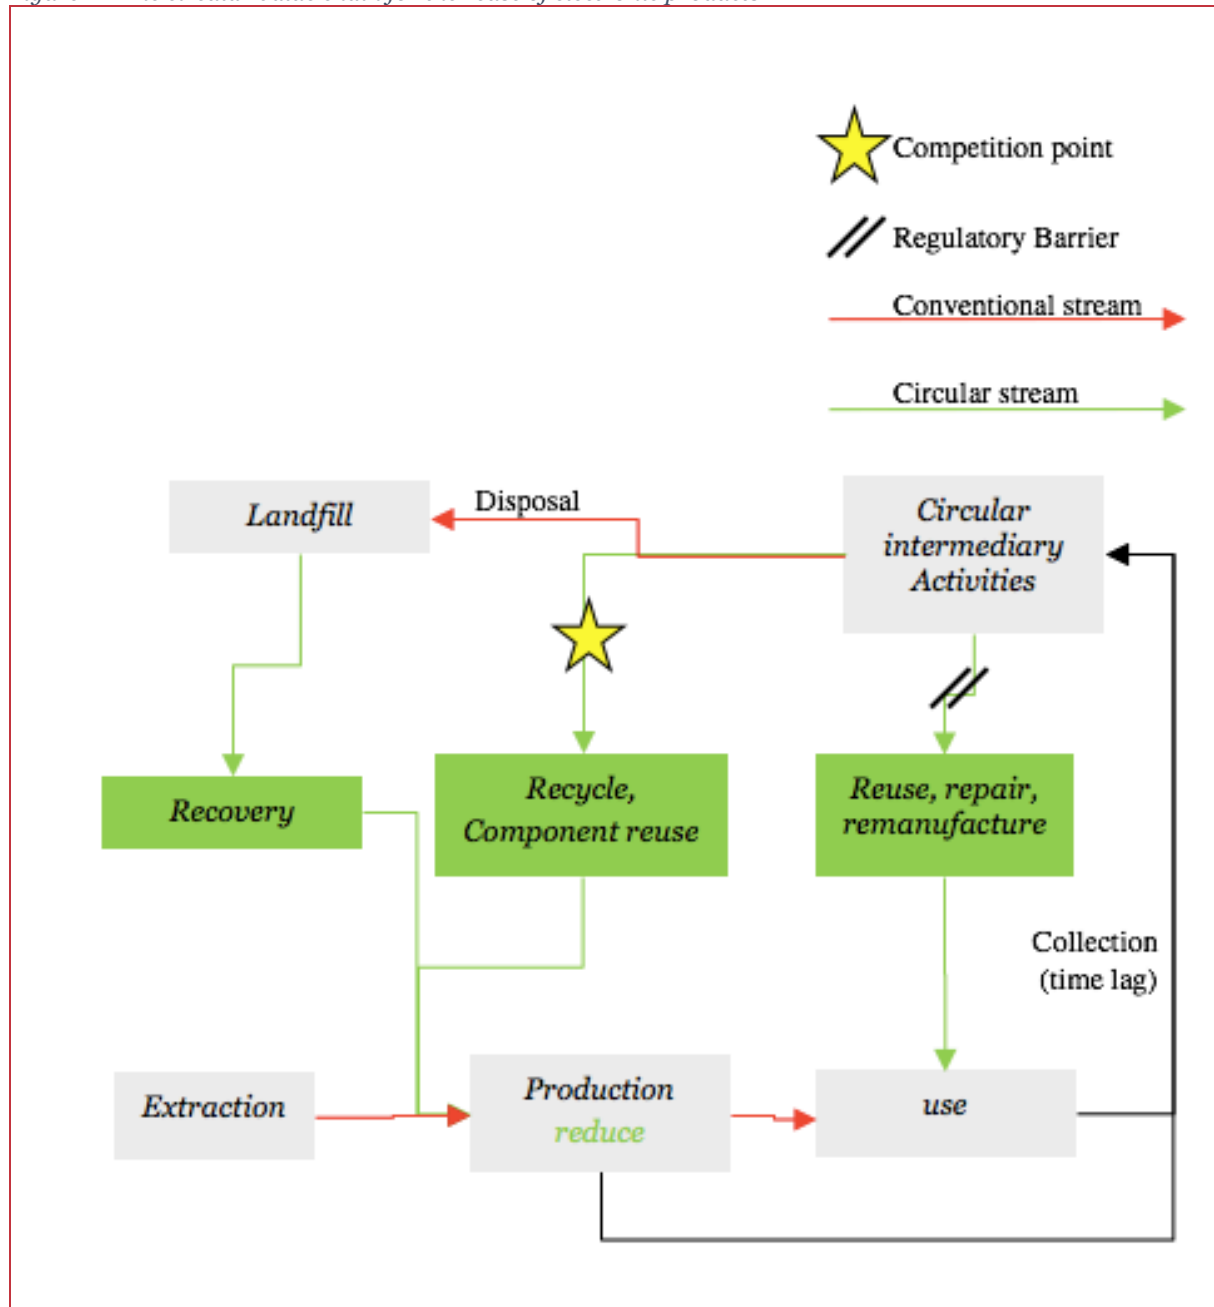 Competition point
Regulatory Barrier
Conventional stream
Circular stream
Landfill
Disposal
Circular
intermediary
Activities
Recovery
Recycle,
Component reuse
Reuse, repair,
remanufacture
Collection
(time lag)
Extraction
Production
reduce
use